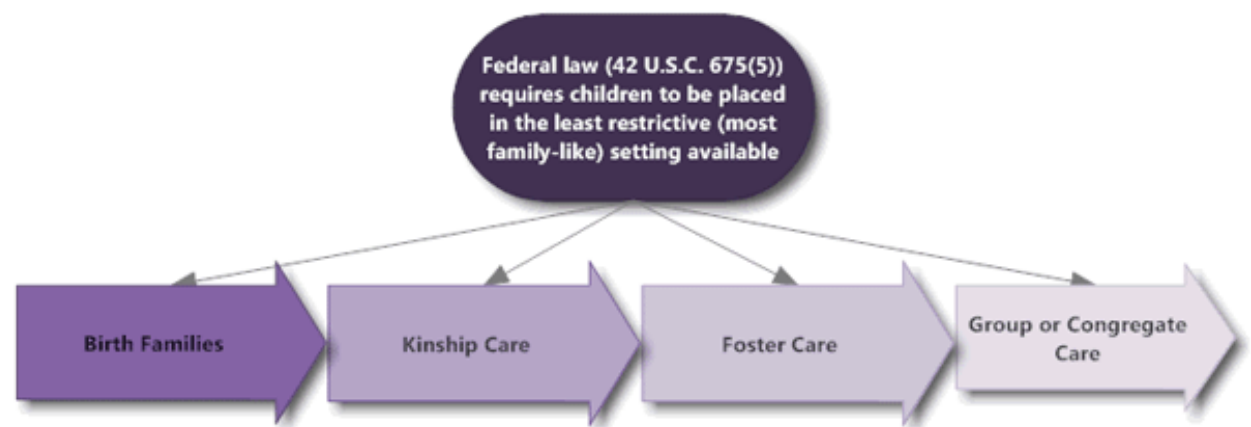 Federal law (42 U.S.C. 675(5))
requires children to be placed
in the least restrictive (most
family-like) setting available
Birth Families
Kinship Care
Foster Care
Group or Congregate
Care